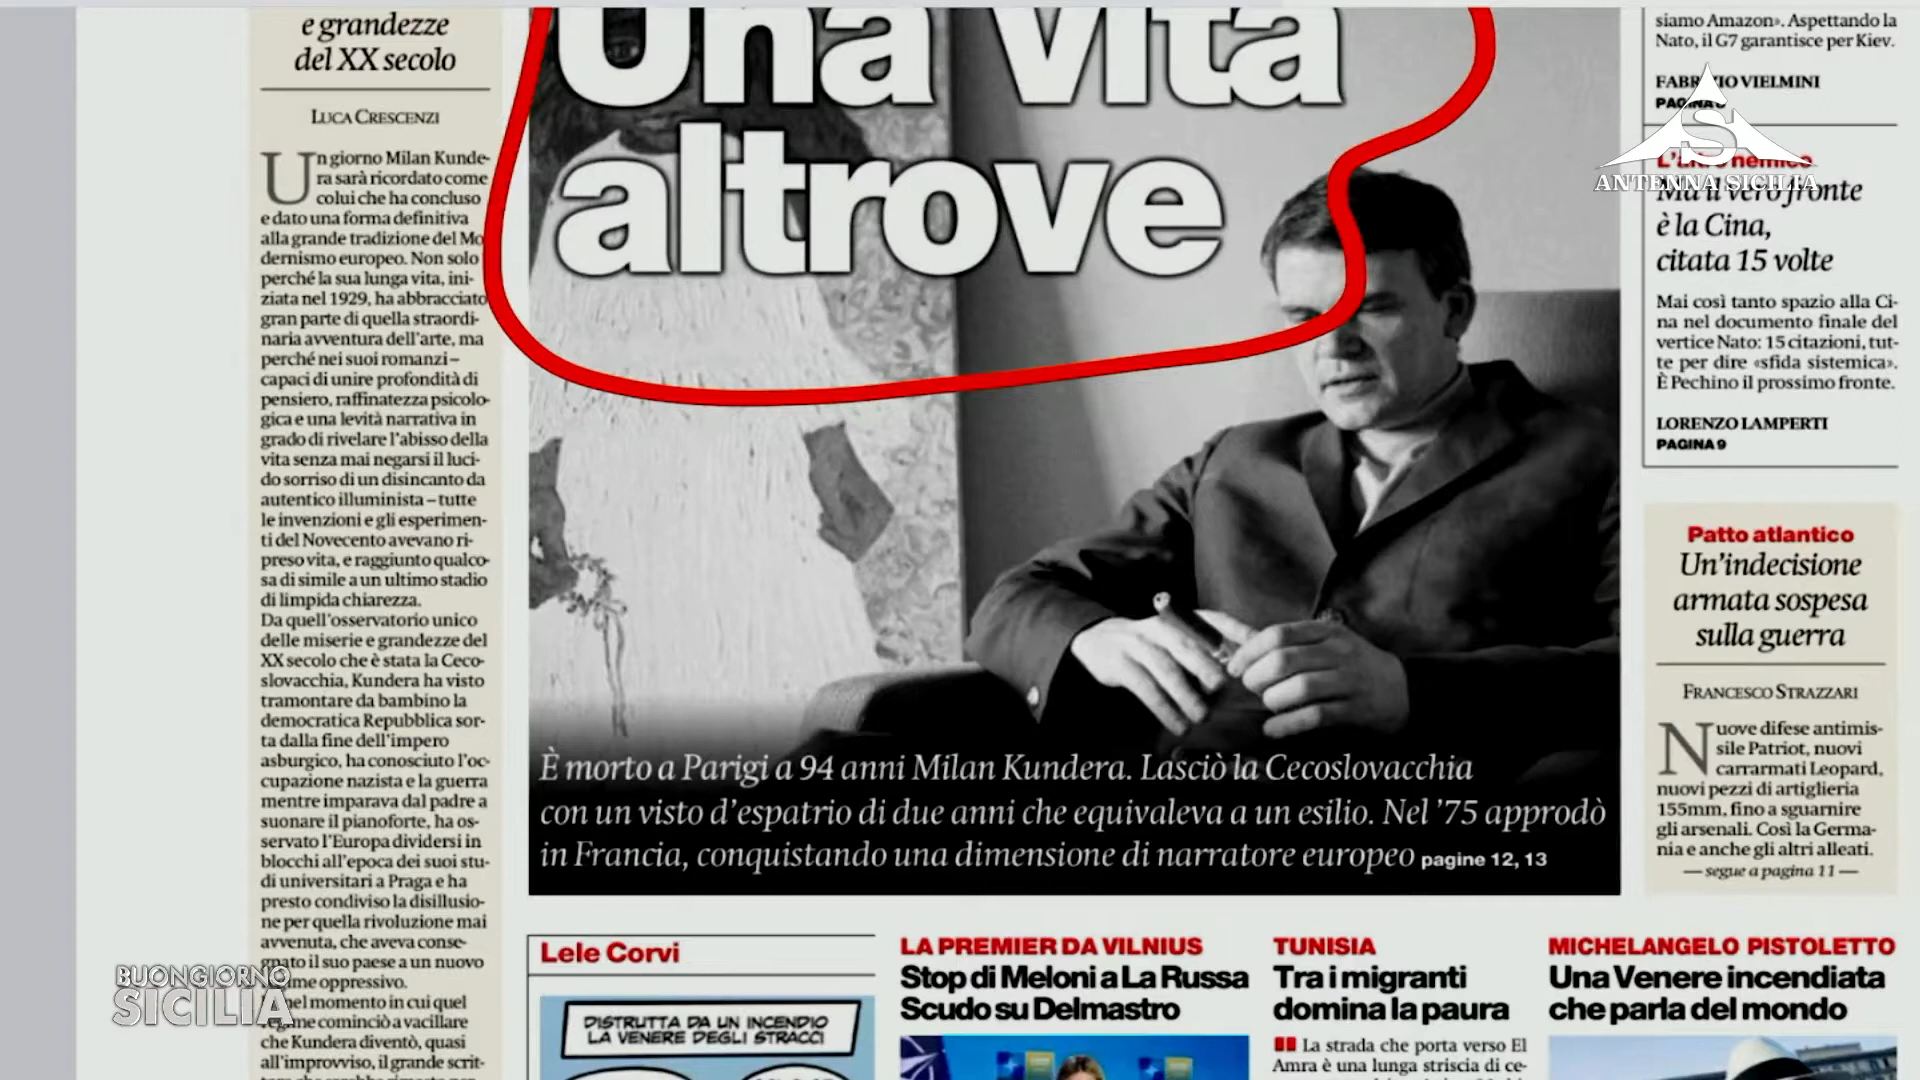 e grandezze
del XX secolo
LUCA CRESCENZI
Un giorno Milan Kunde-
ra sarà ricordato come
colui che ha concluso
e dato una forma definitiva
alla grande tradizione del Mo
dernismo europeo. Non solo
perché la sua lunga vita, ini-
ziata nel 1929, ha abbracciato
gran parte di quella straordi-
naria avventura dell'arte, ma
perché nei suoi romanzi –
capaci di unire profondità di
pensiero, raffinatezza psicolo-
gica e una levità narrativa in
grado di rivelare l'abisso della
vita senza mai negarsi il luci-
do sorriso di un disincanto da
autentico illuminista – tutte
le invenzioni e gli esperimen-
ti del Novecento avevano ri-
preso vita, e raggiunto qualco-
sa di simile a un ultimo stadio
di limpida chiarezza.
Da quell'osservatorio unico
delle miserie e grandezze del
XX secolo che è stata la Ceco-
slovacchia, Kundera ha visto
tramontare da bambino la
democratica Repubblica sor-
ta dalla fine dell'impero
asburgico, ha conosciuto l'oc-
cupazione nazista e la guerra
mentre imparava dal padre a
suonare il pianoforte, ha os-
servato l'Europa dividersi in
blocchi all'epoca dei suoi stu-
di universitari a Praga e ha
presto condiviso la disillusio-
ne per quella rivoluzione mai
avvenuta, che aveva conse-
gnato il suo paese a un nuovo
oppressivo.
nel momento in cui quel
regime cominciò a vacillare
che Kundera diventò, quasi
all'improvviso, il grande scrit-
Una vita
altrove
È morto a Parigi a 94 anni Milan Kundera. Lasciò la Cecoslovacchia
con un visto d'espatrio di due anni che equivaleva a un esilio. Nel '75 approdò
in Francia, conquistando una dimensione di narratore europeo pagine 12, 13
siamo Amazon». Aspettando la
Nato, il G7 garantisce per Kiev.
FABRIZIO VIELMINI
PAGINA
ANTENNA SICILIA
Ma il vero fronte
è la Cina,
citata 15 volte
Mai così tanto spazio alla Ci-
na nel documento finale del
vertice Nato: 15 citazioni, tut-
te per dire «sfida sistemica».
È Pechino il prossimo fronte.
LORENZO LAMPERTI
PAGINA 9
Patto atlantico
Un'indecisione
armata sospesa
sulla guerra
FRANCESCO STRAZZARI
Nuove difese antimis-
sile Patriot, nuovi
carrarmati Leopard,
nuovi pezzi di artiglieria
155mm, fino a sguarnire
gli arsenali. Così la Germa-
nia e anche gli altri alleati.
— segue a pagina 11 —
Lele Corvi
DISTRUTTA DA UN INCENDIO
LA VENERE DEGLI STRACCI
LA PREMIER DA VILNIUS
Stop di Meloni a La Russa
Scudo su Delmastro
TUNISIA
Tra i migranti
domina la paura
La strada che porta verso El
Amra è una lunga striscia di ce-
MICHELANGELO PISTOLETTO
Una Venere incendiata
che parla del mondo
BUONGIORNO
SICILIA